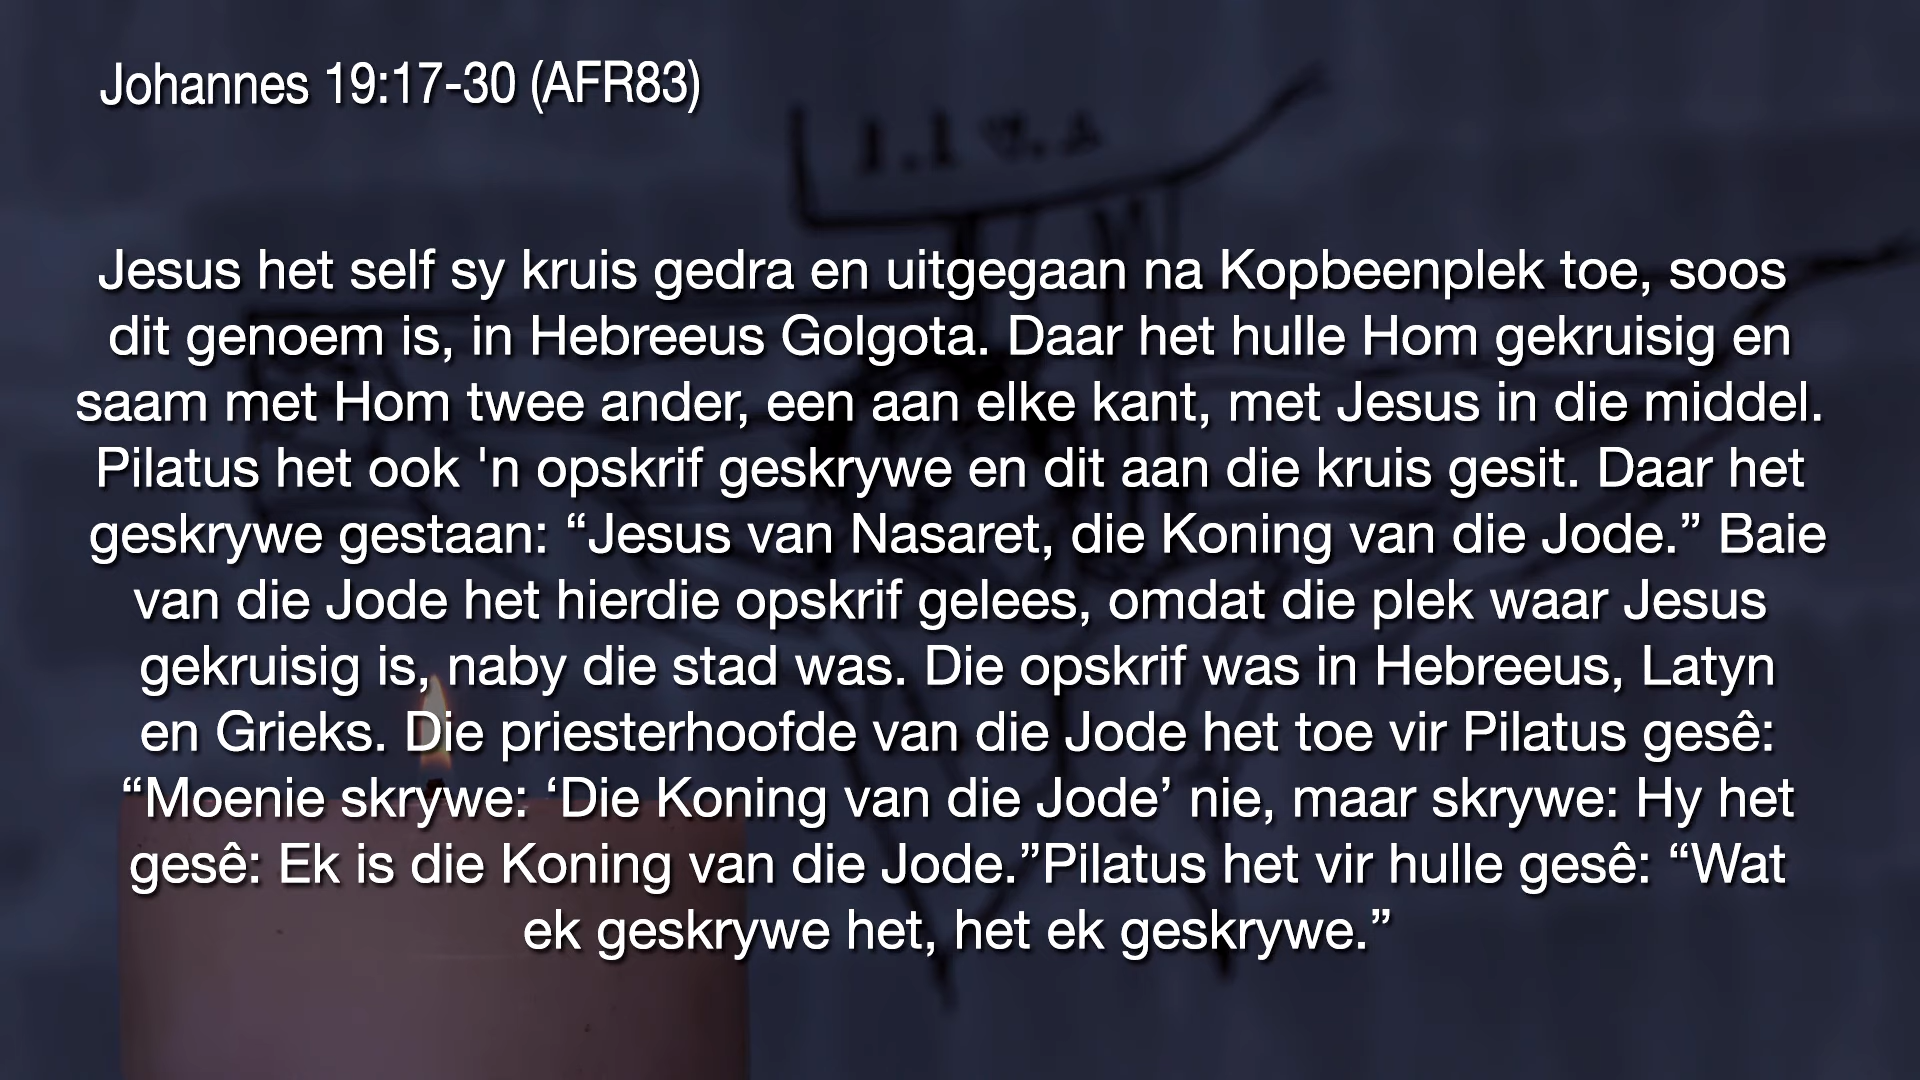 Johannes 19:17-30 (AFR83)
Jesus het self sy kruis gedra en uitgegaan na Kopbeenplek toe, soos
dit genoem is, in Hebreeus Golgota. Daar het hulle Hom gekruisig en
saam met Hom twee ander, een aan elke kant, met Jesus in die middel.
Pilatus het ook 'n opskrif geskrywe en dit aan die kruis gesit. Daar het
geskrywe gestaan: “Jesus van Nasaret, die Koning van die Jode.” Baie
van die Jode het hierdie opskrif gelees, omdat die plek waar Jesus
gekruisig is, naby die stad was. Die opskrif was in Hebreeus, Latyn
en Grieks. Die priesterhoofde van die Jode het toe vir Pilatus gesê:
“Moenie skrywe: ‘Die Koning van die Jode’ nie, maar skrywe: Hy het
gesê: Ek is die Koning van die Jode.”Pilatus het vir hulle gesê: “Wat
ek geskrywe het, het ek geskrywe.”